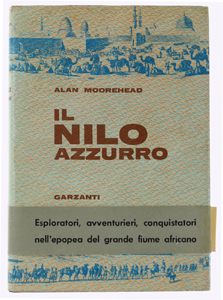 ALAN MOOREHEAD
IL
NILO
AZZURRO
GARZANTI
Esploratori, avventurieri, conquistatori
nell'epopea del grande fiume africano